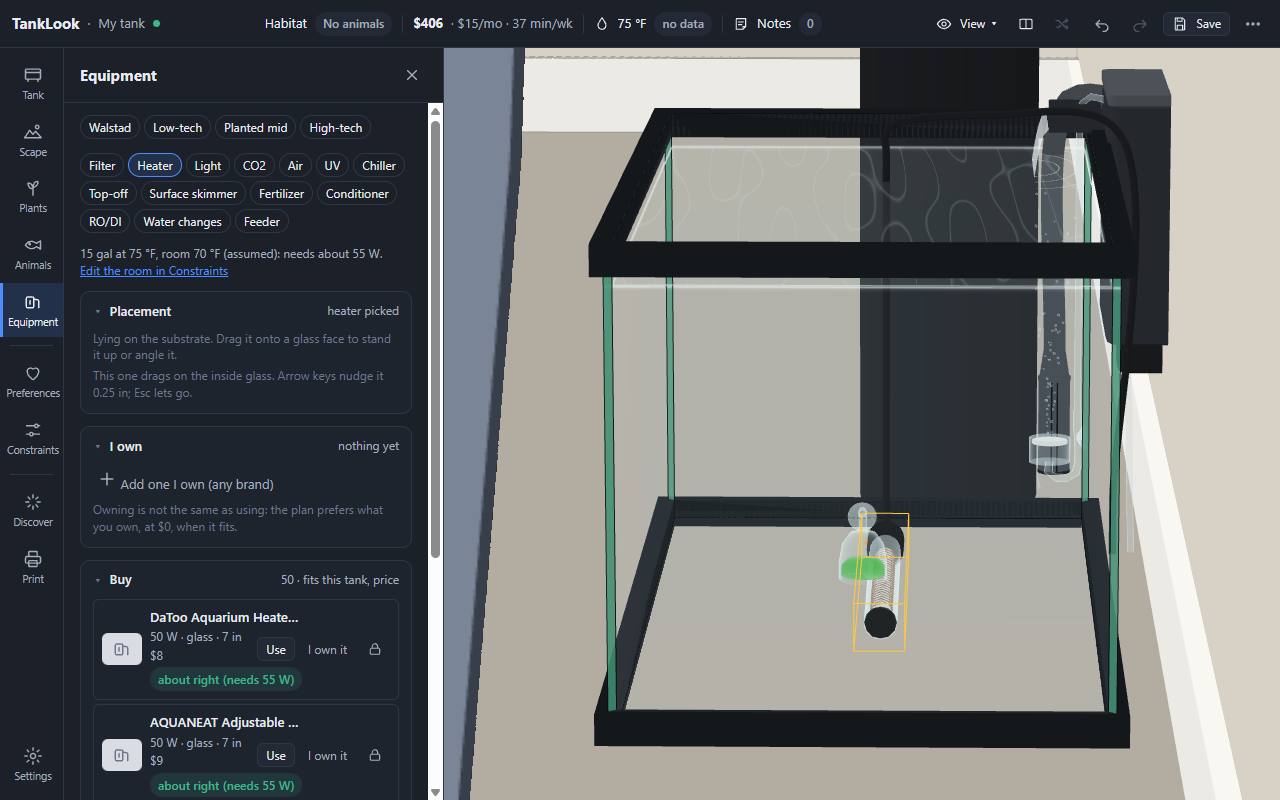 TankLook · My tank
Habitat No animals $406 · $15/mo · 37 min/wk 75 °F no data Notes 0 View Save
Tank
Scape
Plants
Animals
Equipment
Preferences
Constraints
Discover
Print
Settings
Equipment
Walstad Low-tech Planted mid High-tech
Filter Heater Light CO2 Air UV Chiller
Top-off Surface skimmer Fertilizer Conditioner
RO/DI Water changes Feeder
15 gal at 75 °F, room 70 °F (assumed): needs about 55 W.
Edit the room in Constraints
Placement heater picked
Lying on the substrate. Drag it onto a glass face to stand
it up or angle it.
This one drags on the inside glass. Arrow keys nudge it
0.25 in; Esc lets go.
I own nothing yet
Add one I own (any brand)
Owning is not the same as using: the plan prefers what
you own, at $0, when it fits.
Buy 50 · fits this tank, price
DaToo Aquarium Heate...
50 W · glass · 7 in
$8
Use I own it
about right (needs 55 W)
AQUANEAT Adjustable ...
50 W · glass · 7 in
$9
Use I own it
about right (needs 55 W)